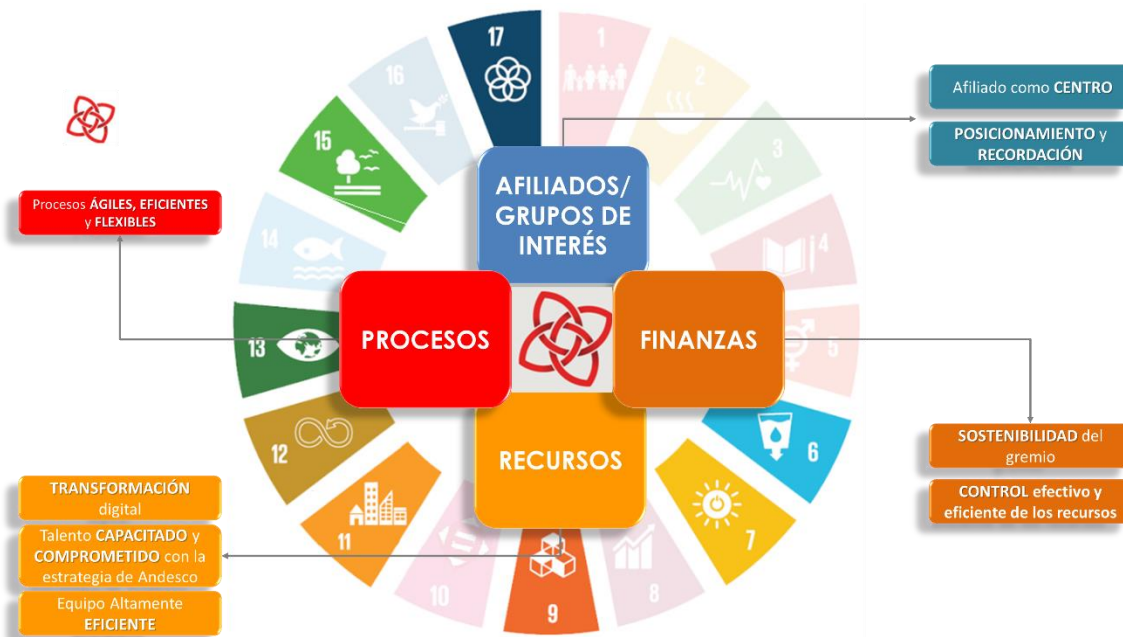 17
1
16
2
15
3
14
4
13
5
12
6
11
7
10
9
8
AFILIADOS/
GRUPOS DE
INTERÉS
PROCESOS
FINANZAS
RECURSOS
Afiliado como CENTRO
POSICIONAMIENTO y
RECORDACIÓN
Procesos ÁGILES, EFICIENTES
y FLEXIBLES
SOSTENIBILIDAD del
gremio
CONTROL efectivo y
eficiente de los recursos
TRANSFORMACIÓN
digital
Talento CAPACITADO y
COMPROMETIDO con la
estrategia de Andesco
Equipo Altamente
EFICIENTE